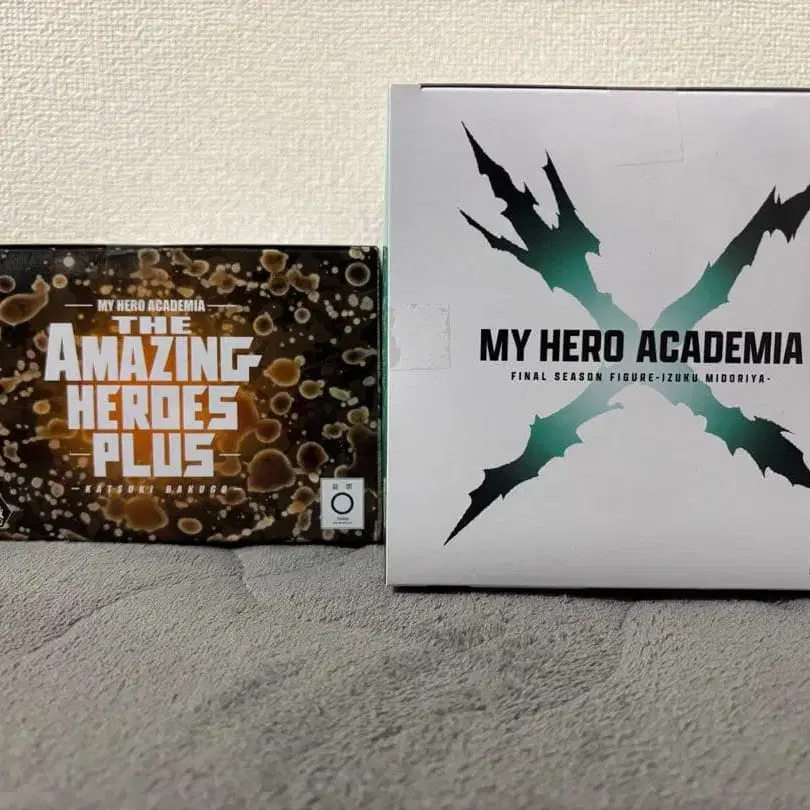 MY HERO ACADEMIA
THE
AMAZING
HEROES
PLUS
-KATSUKI BAKUGO-
MY HERO ACADEMIA
FINAL SEASON FIGURE-IZUKU MIDORIYA-